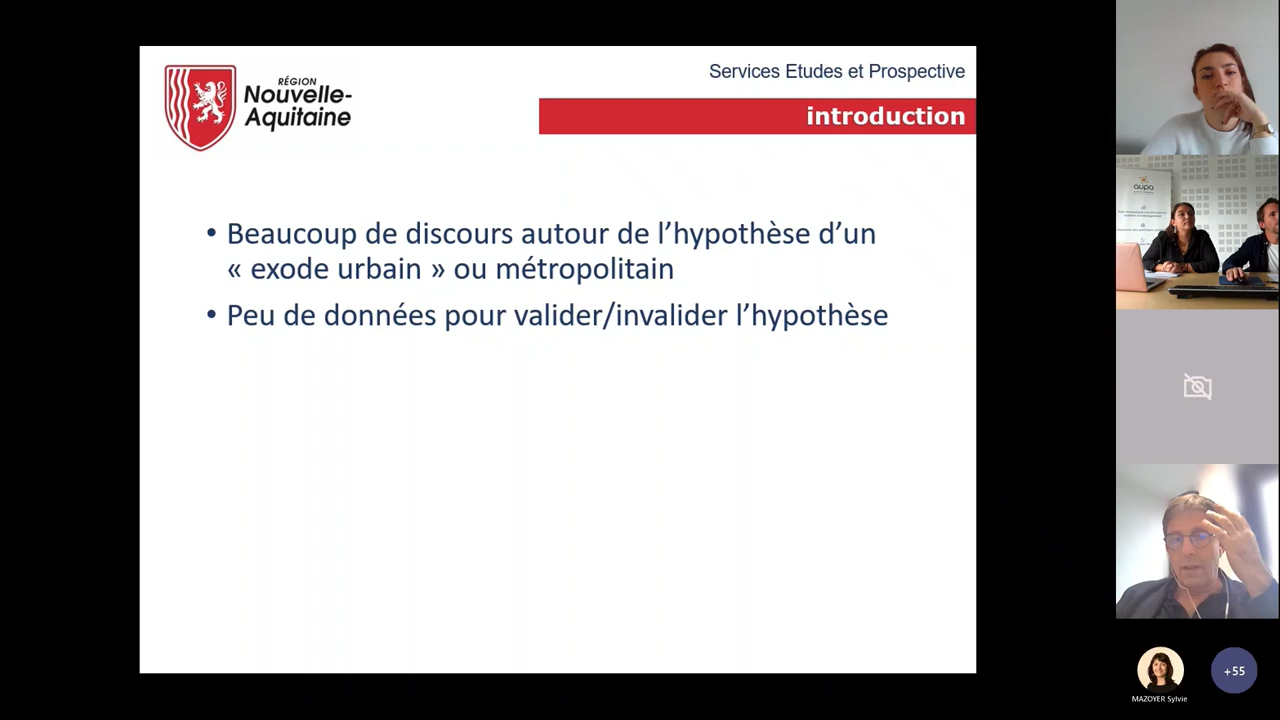 RÉGION
Nouvelle-
Aquitaine
Services Etudes et Prospective
introduction
• Beaucoup de discours autour de l’hypothèse d’un
« exode urbain » ou métropolitain
• Peu de données pour valider/invalider l’hypothèse
aupa
MAZOYER Sylvie
+55